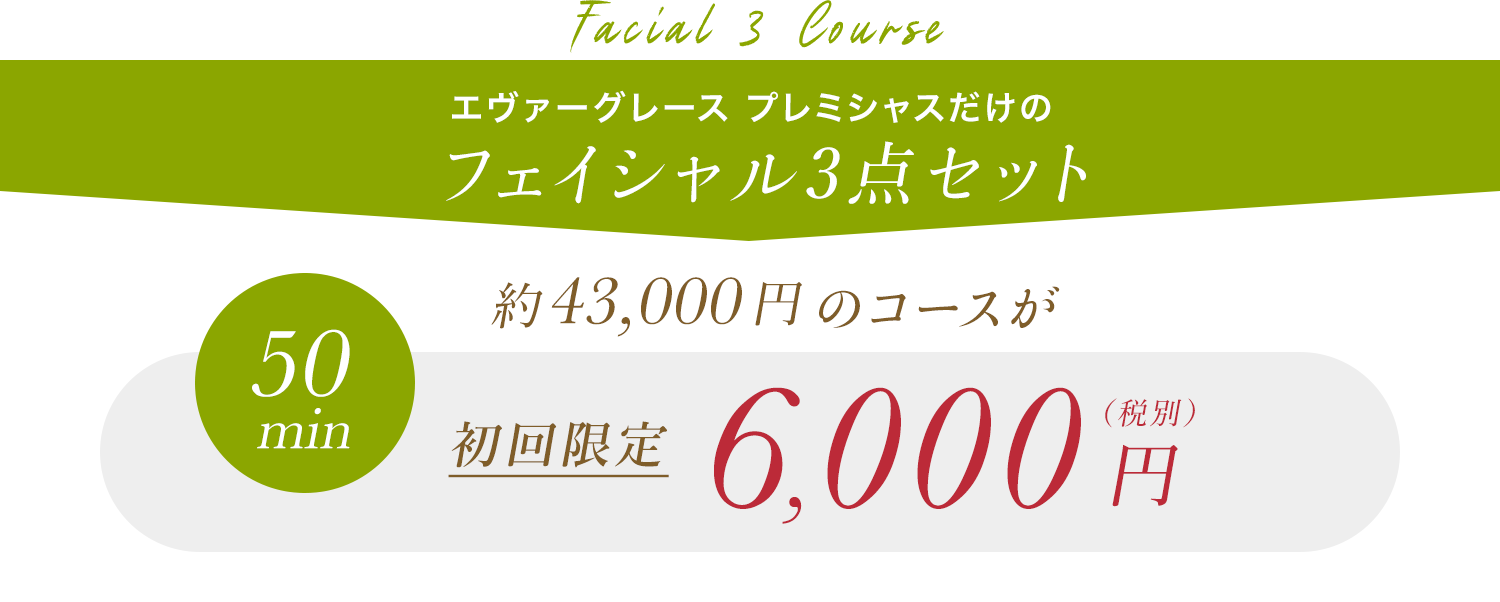 Facial 3 Course
エヴァーグレース プレミシャスだけの
フェイシャル3点セット
約43,000円のコースが
50
min
初回限定 6,000円（税別）